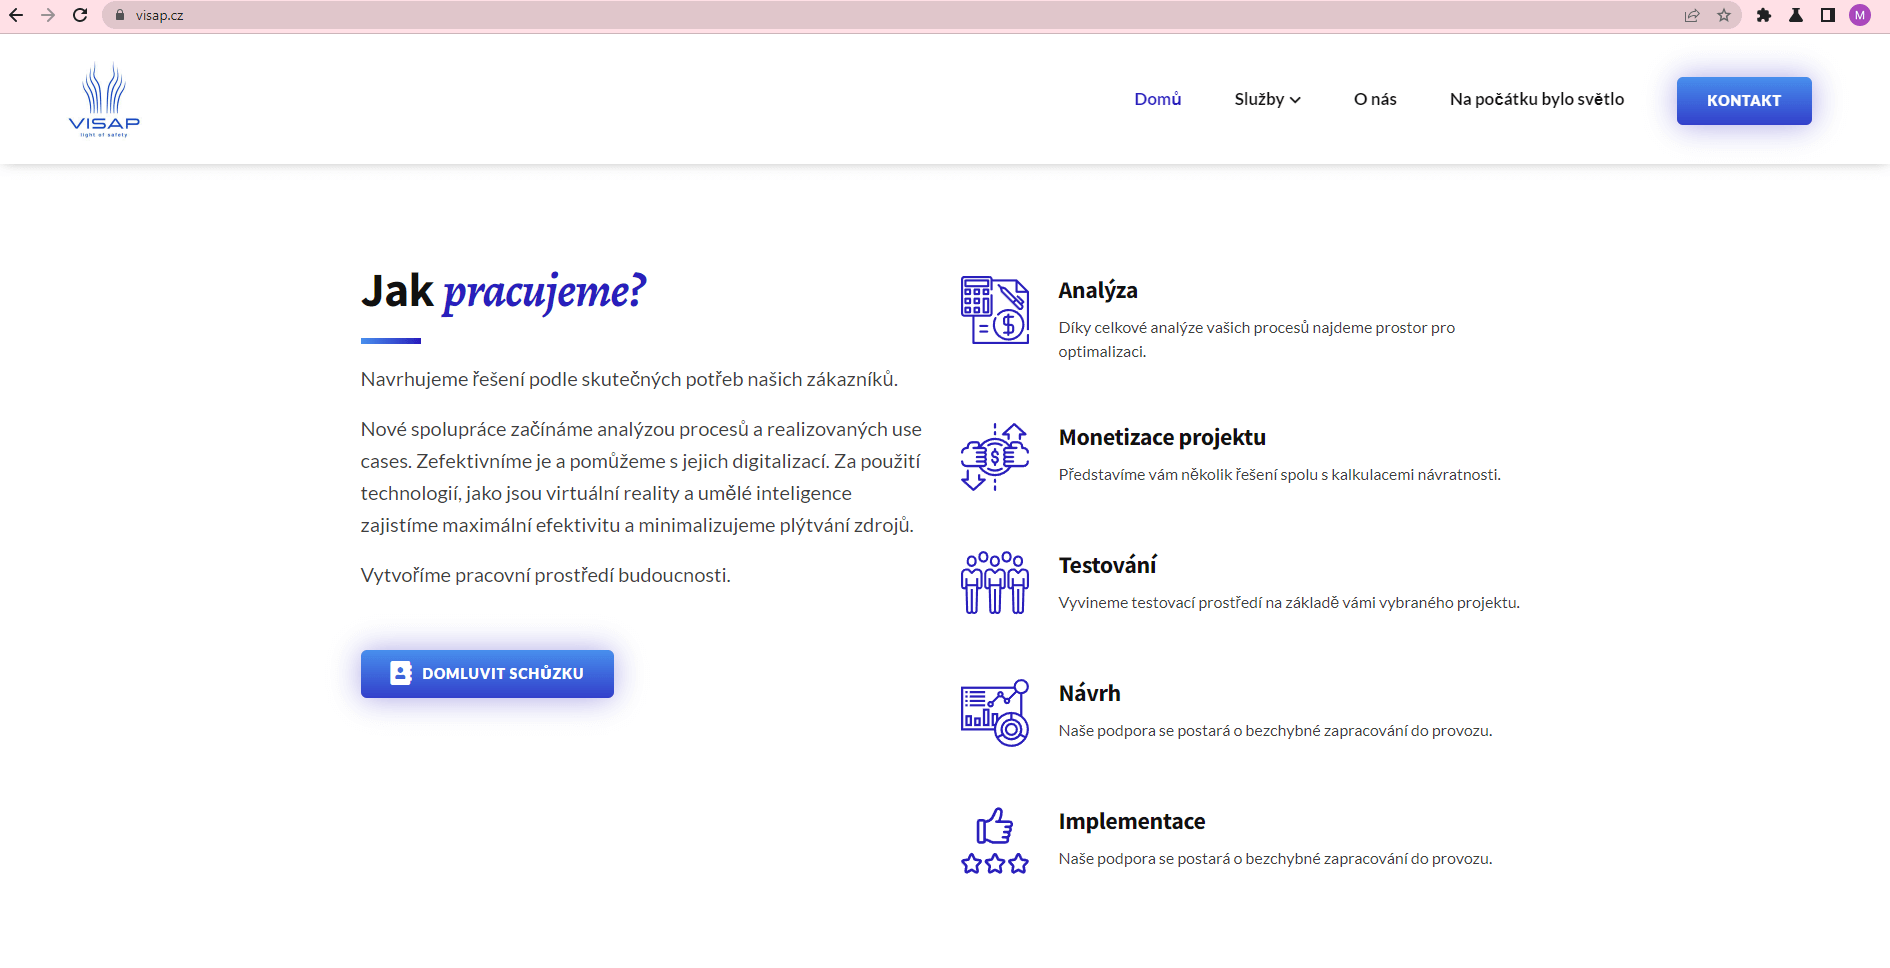 visap.cz
M
VISAP
light of safety
Domů
Služby
O nás
Na počátku bylo světlo
KONTAKT
Jak pracujeme?
Navrhujeme řešení podle skutečných potřeb našich zákazníků.
Nové spolupráce začínáme analýzou procesů a realizovaných use
cases. Zefektivníme je a pomůžeme s jejich digitalizací. Za použití
technologií, jako jsou virtuální reality a umělé inteligence
zajistíme maximální efektivitu a minimalizujeme plýtvání zdrojů.
Vytvoříme pracovní prostředí budoucnosti.
DOMLUVIT SCHŮZKU
Analýza
Díky celkové analýze vašich procesů najdeme prostor pro
optimalizaci.
Monetizace projektu
Představíme vám několik řešení spolu s kalkulacemi návratnosti.
Testování
Vyvineme testovací prostředí na základě vámi vybraného projektu.
Návrh
Naše podpora se postará o bezchybné zapracování do provozu.
Implementace
Naše podpora se postará o bezchybné zapracování do provozu.